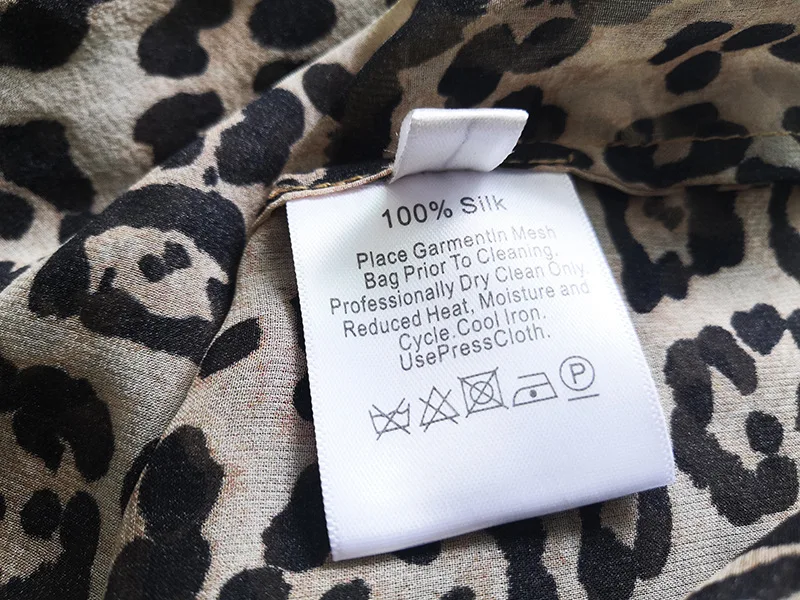 100% Silk
Place GarmentIn Mesh
Bag Prior To Cleaning.
Professionally Dry Clean Only.
Reduced Heat, Moisture and
Cycle.Cool Iron.
UsePressCloth.
P